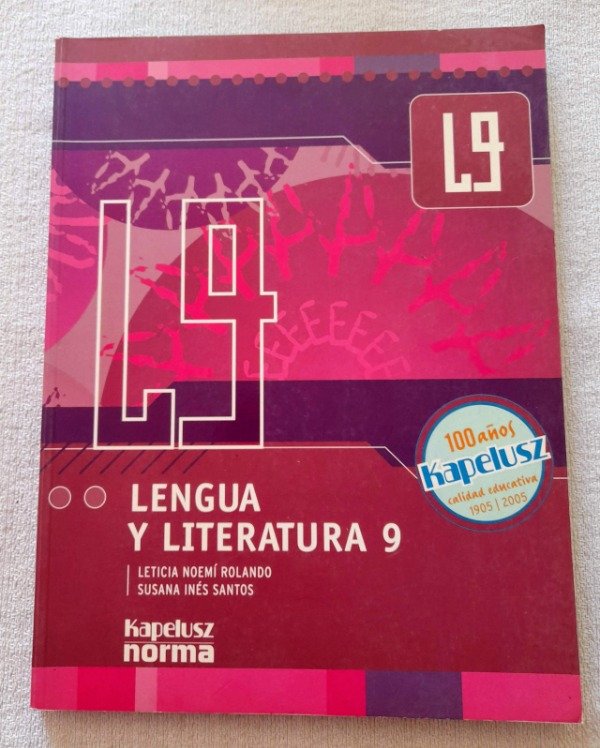 L9
L9
100 años
Kapelusz
calidad educativa
1905 | 2005
LENGUA
Y LITERATURA 9
LETICIA NOEMÍ ROLANDO
SUSANA INÉS SANTOS
Kapelusz
norma